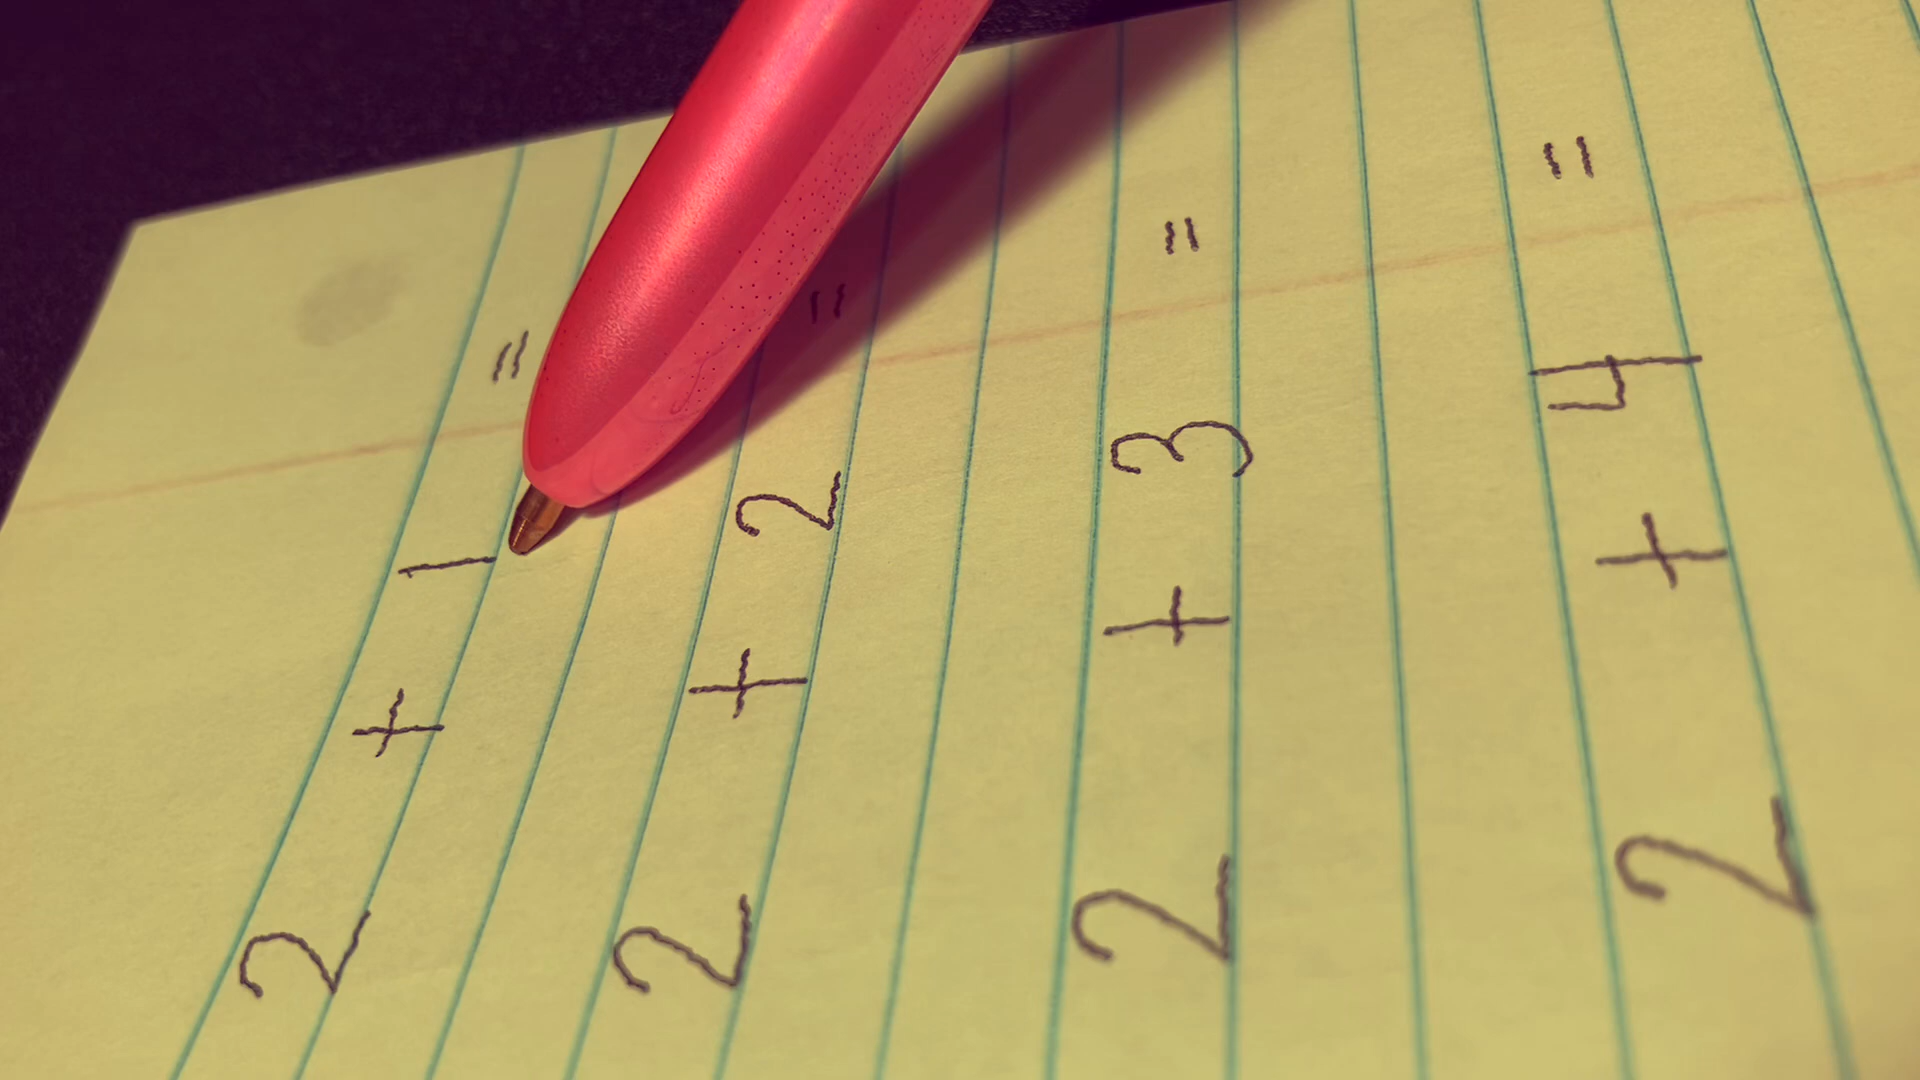 2 + 1 =
2 + 2 =
2 + 3 =
2 + 4 =